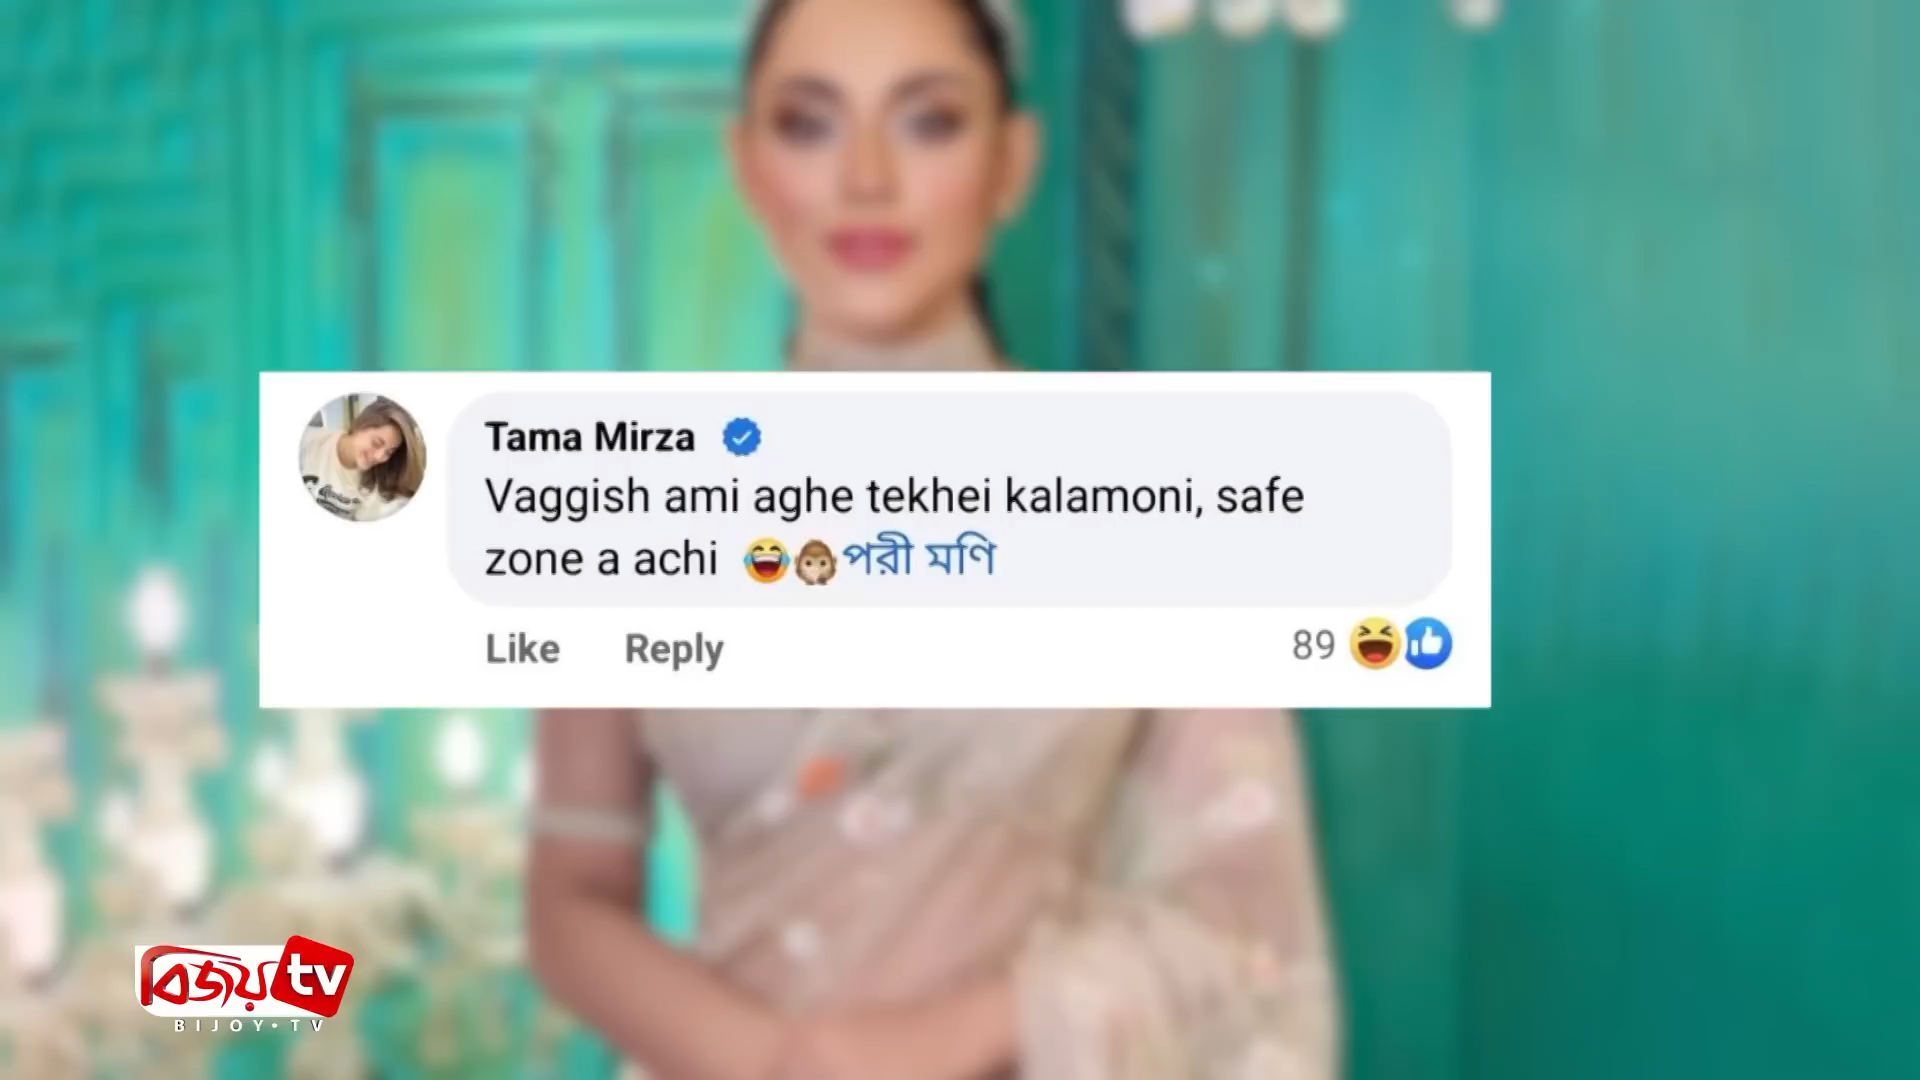 Tama Mirza
Vaggish ami aghe tekhei kalamoni, safe
zone a achi 😂🙊পরী মণি
Like Reply 89
বিজয় tv
BIJOY•TV